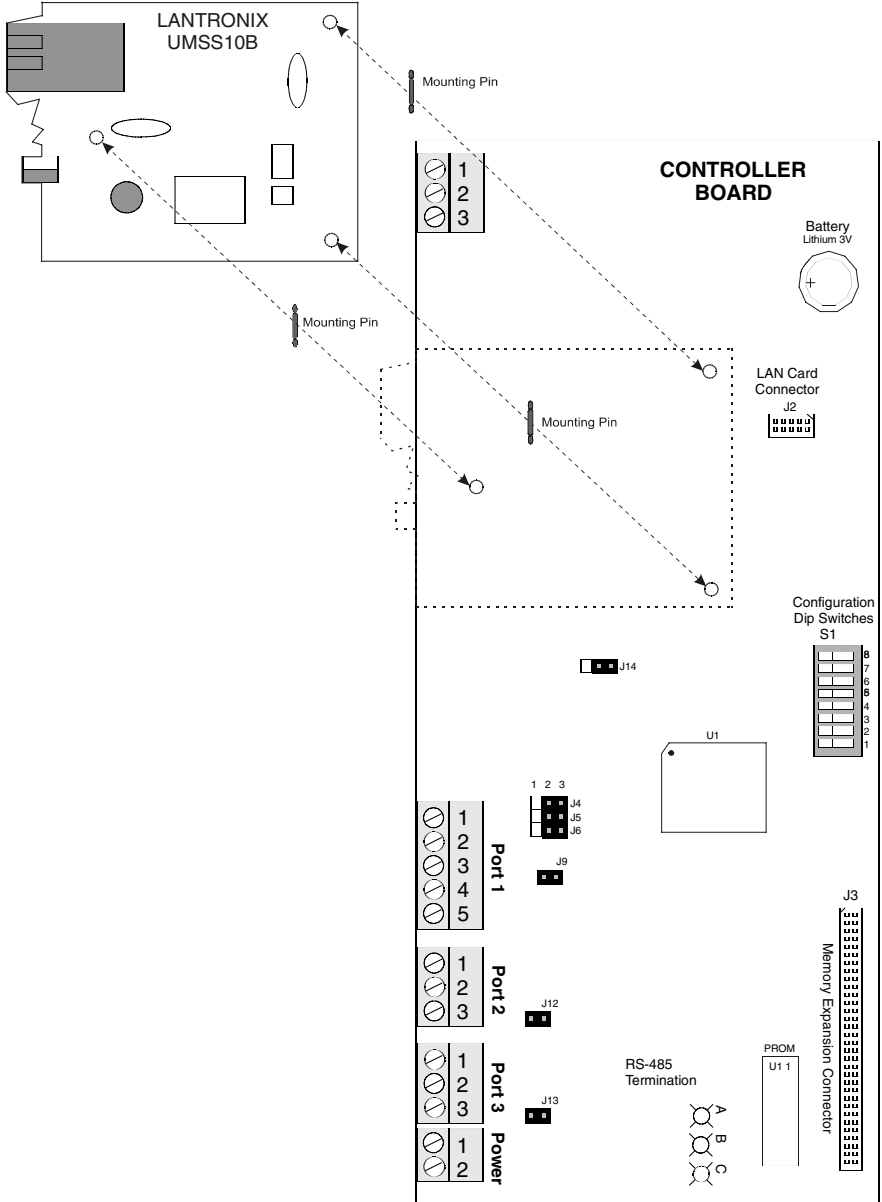 LANTRONIX
UMSS10B
Mounting Pin
1
2
3
CONTROLLER
BOARD
Battery
Lithium 3V
+
Mounting Pin
LAN Card
Connector
J2
Mounting Pin
Configuration
Dip Switches
S1
8
7
6
8
4
3
2
1
J14
U1
1 2 3
J4
J5
J6
1
2
3
4
5
Port 1
J9
J3
Memory Expansion Connector
1
2
3
Port 2
J12
1
2
3
Port 3
J13
RS-485
Termination
A
B
C
PROM
U1 1
1
2
Power